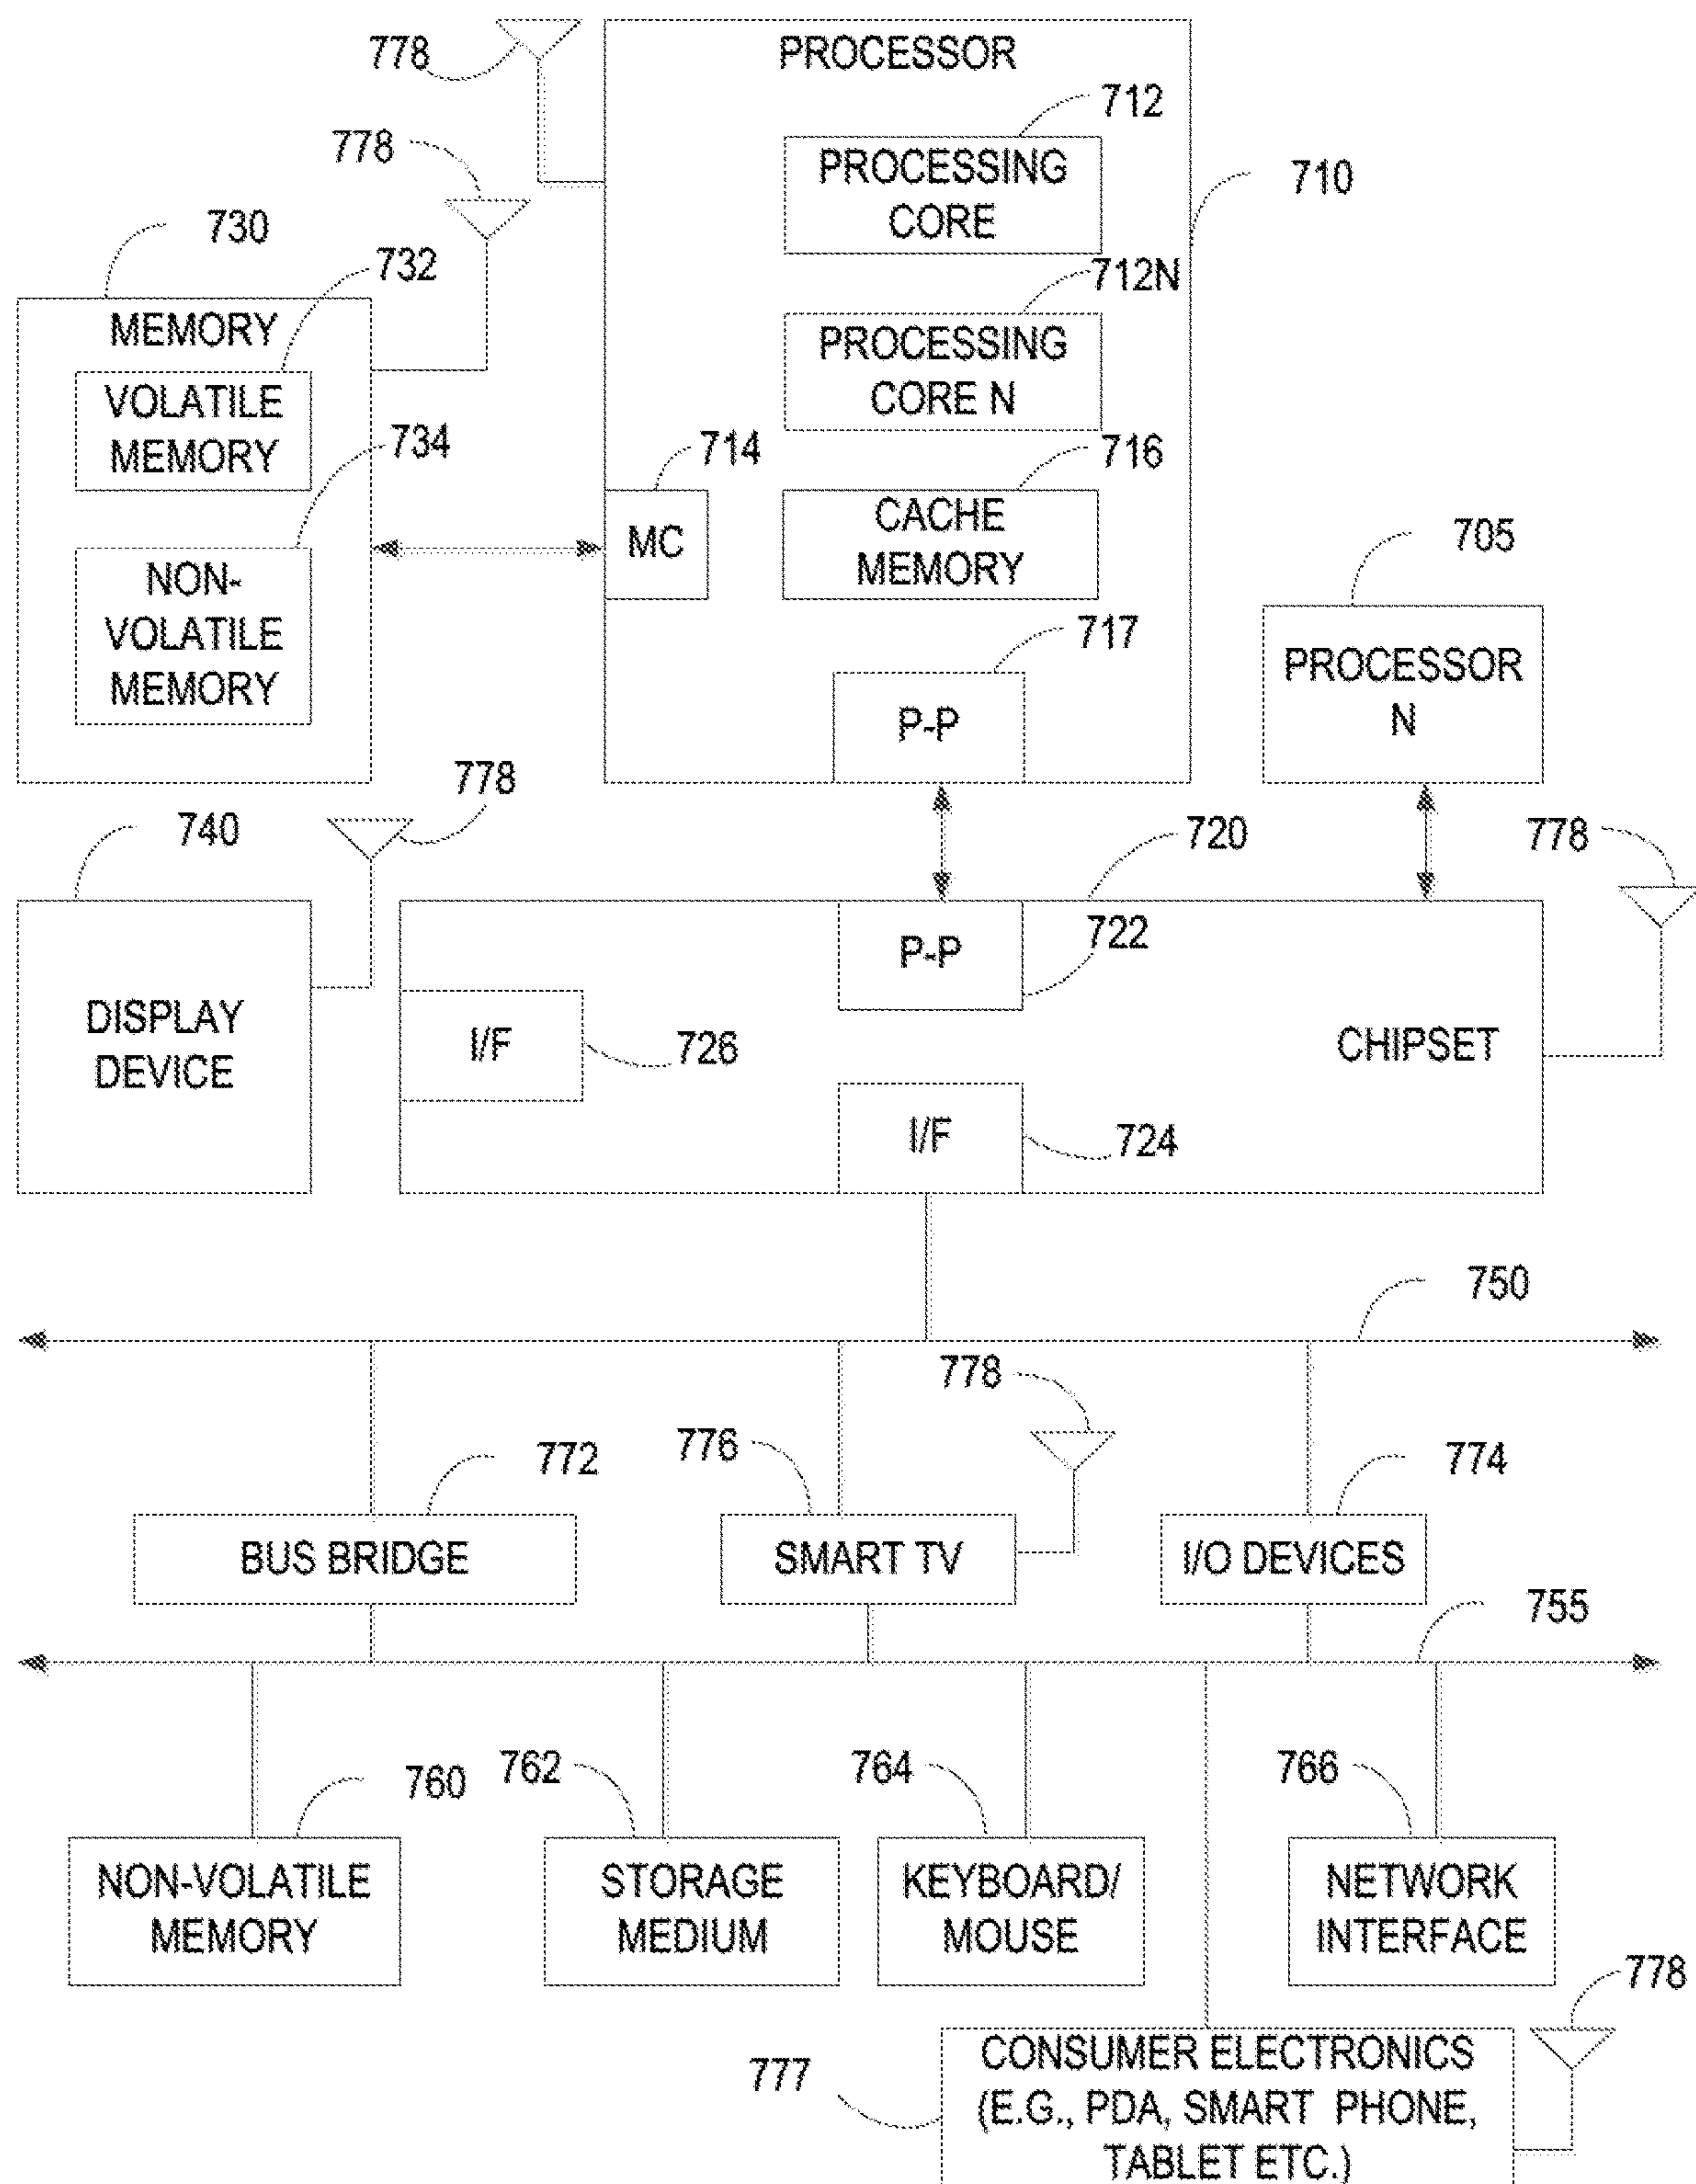 778
PROCESSOR
712
778
PROCESSING
CORE
710
730
732
712N
MEMORY
PROCESSING
CORE N
VOLATILE
MEMORY
734
714
716
MC
CACHE
MEMORY
705
NON-
VOLATILE
MEMORY
717
PROCESSOR
N
P-P
778
740
720
778
P-P
722
DISPLAY
DEVICE
I/F
726
CHIPSET
I/F
724
750
778
772
776
774
BUS BRIDGE
SMART TV
I/O DEVICES
755
760
762
764
766
NON-VOLATILE
MEMORY
STORAGE
MEDIUM
KEYBOARD/
MOUSE
NETWORK
INTERFACE
778
777
CONSUMER ELECTRONICS
(E.G., PDA, SMART PHONE,
TABLET ETC.)